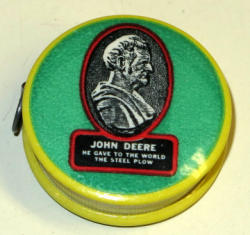 JOHN DEERE
HE GAVE TO THE WORLD
THE STEEL PLOW